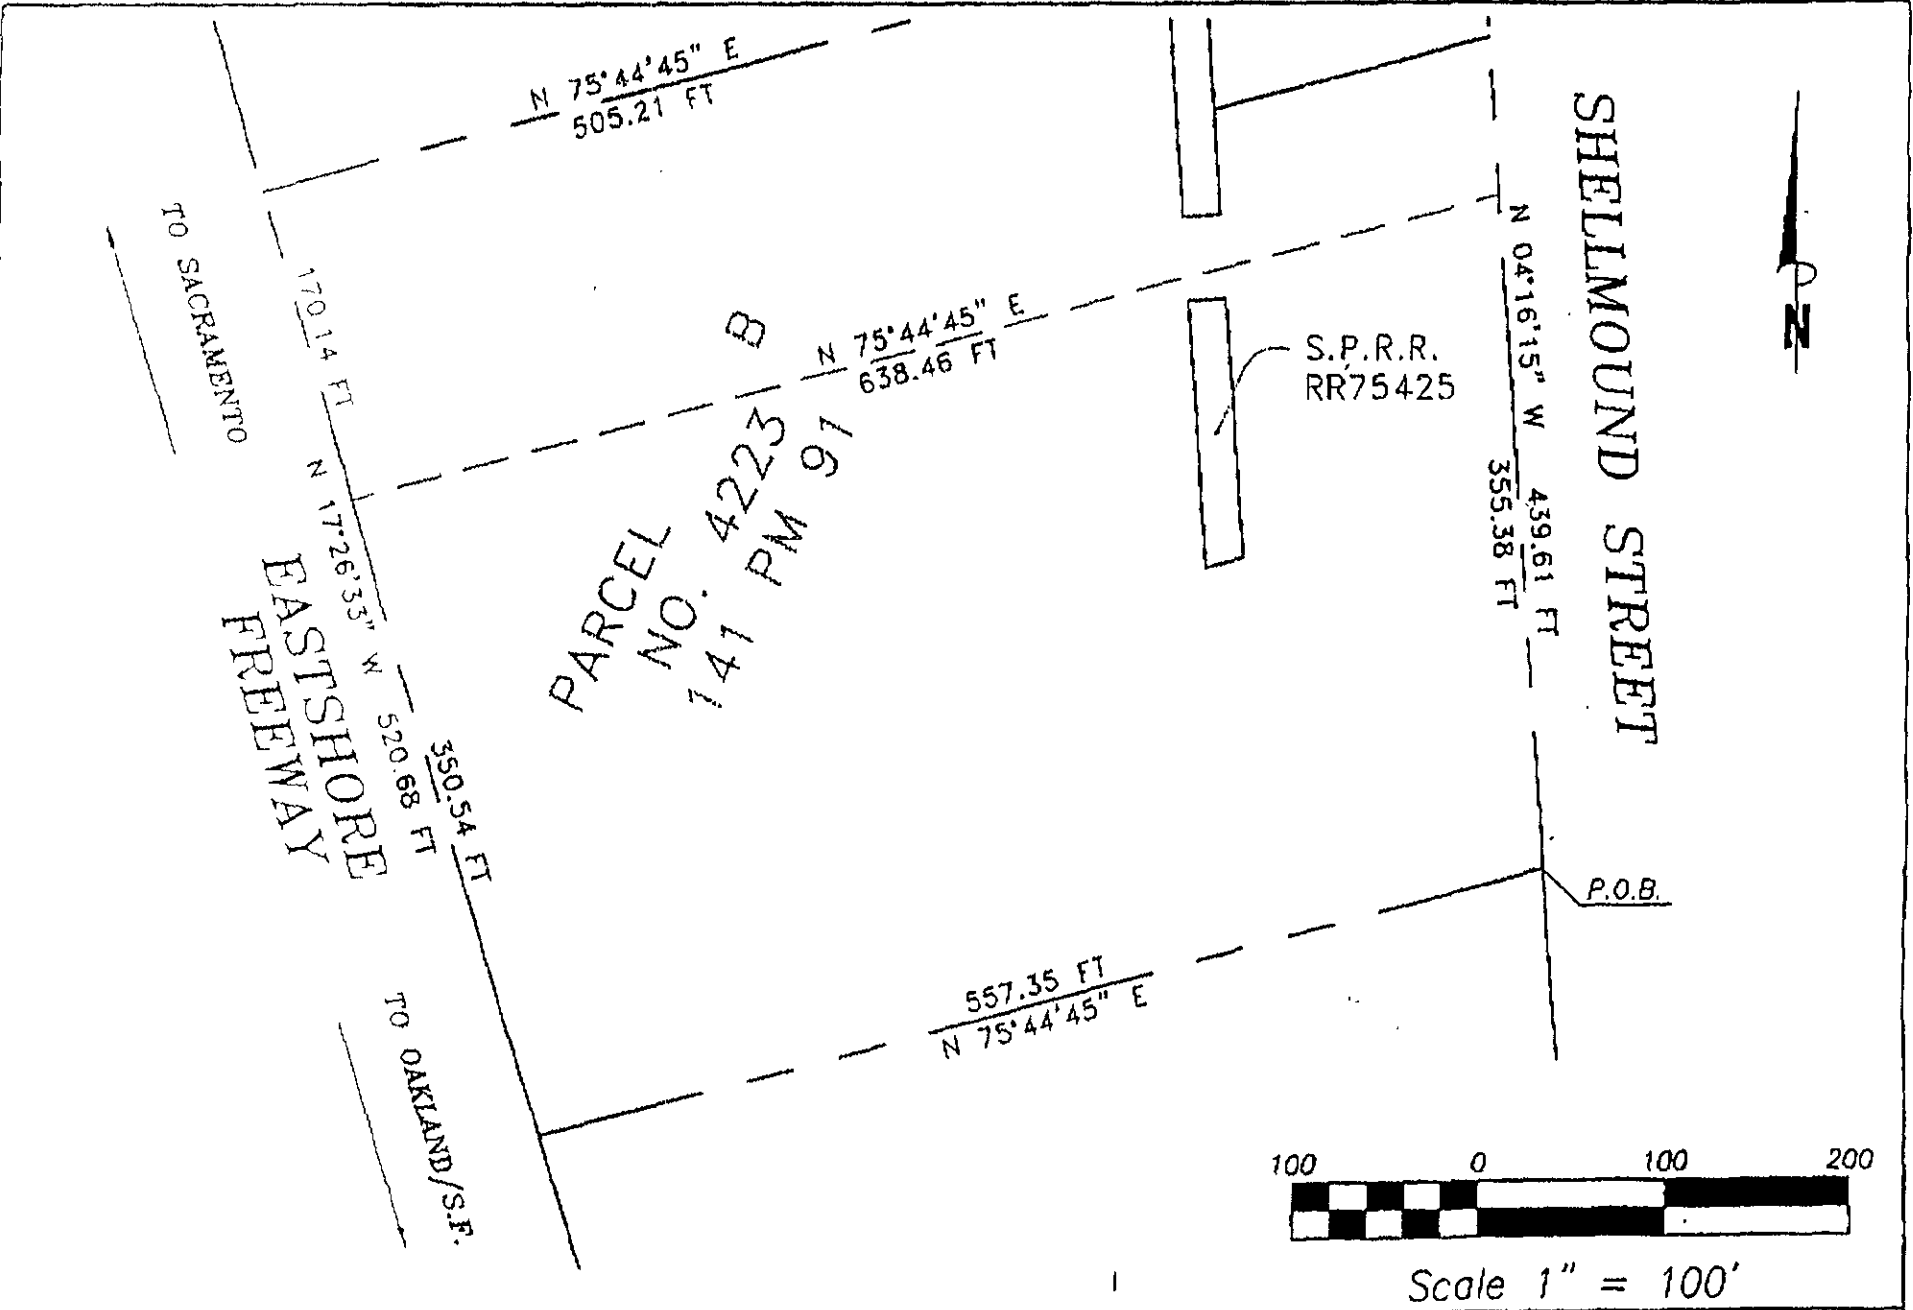 N 75°44'45" E
505.21 FT
SHELLMOUND STREET
N
TO SACRAMENTO
170.14 FT
N 04°16'15" W 439.61 FT
355.38 FT
B
N 75°44'45" E
638.46 FT
S.P.R.R.
RR75425
PARCEL
NO. 4223
141 PM 97
N 17°26'33" W 520.68 FT
350.54 FT
EASTSHORE
FREEWAY
P.O.B.
557.35 FT
N 75°44'45" E
TO OAKLAND/S.F.
100 0 100 200
Scale 1" = 100'